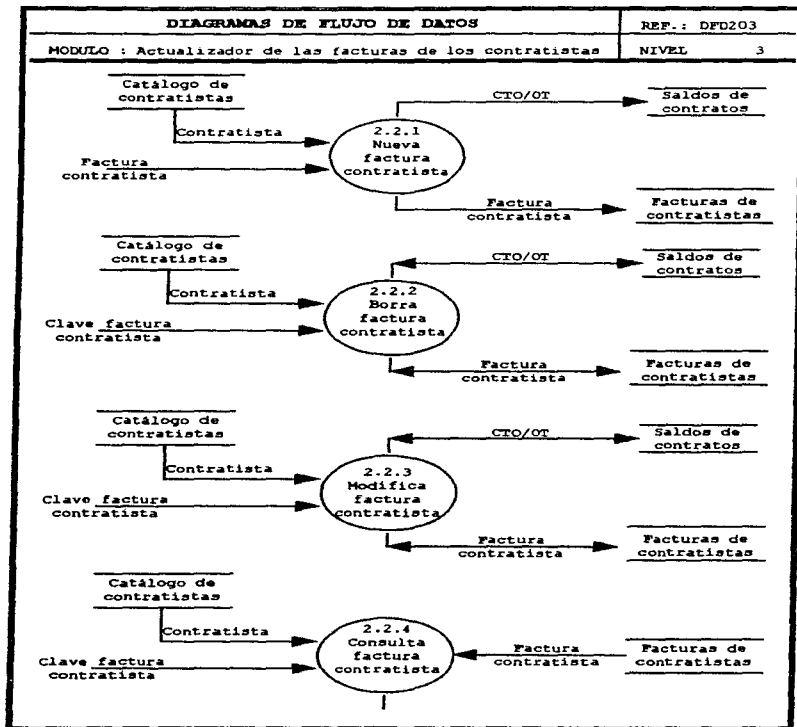 DIAGRAMAS DE FLUJO DE DATOS
REF.: DFD203
MODULO : Actualizador de las facturas de los contratistas
NIVEL 3
Catálogo de
contratistas
Contratista
Factura
contratista
2.2.1
Nueva
factura
contratista
CTO/OT
Saldos de
contratos
Factura
contratista
Facturas de
contratistas
Catálogo de
contratistas
Contratista
Clave factura
contratista
2.2.2
Borra
factura
contratista
CTO/OT
Saldos de
contratos
Factura
contratista
Facturas de
contratistas
Catálogo de
contratistas
Contratista
Clave factura
contratista
2.2.3
Modifica
factura
contratista
CTO/OT
Saldos de
contratos
Factura
contratista
Facturas de
contratistas
Catálogo de
contratistas
Contratista
Clave factura
contratista
2.2.4
Consulta
factura
contratista
Factura
contratista
Facturas de
contratistas